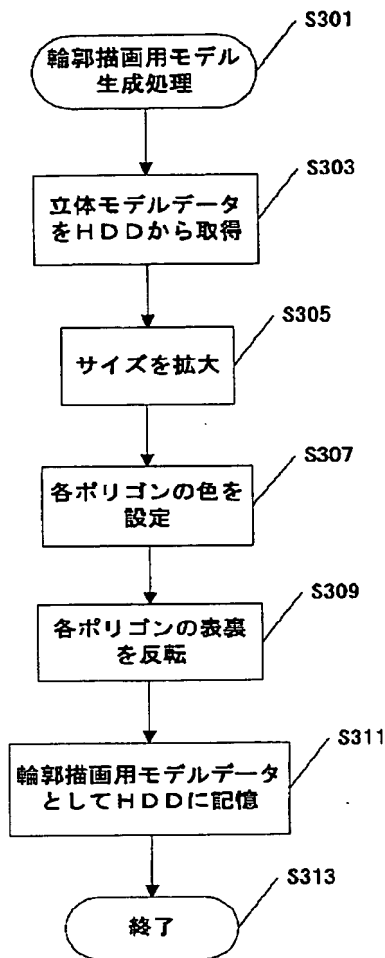 S301
輪郭描画用モデル
生成処理
S303
立体モデルデータ
をＨＤＤから取得
S305
サイズを拡大
S307
各ポリゴンの色を
設定
S309
各ポリゴンの表裏
を反転
S311
輪郭描画用モデルデータ
としてＨＤＤに記憶
S313
終了